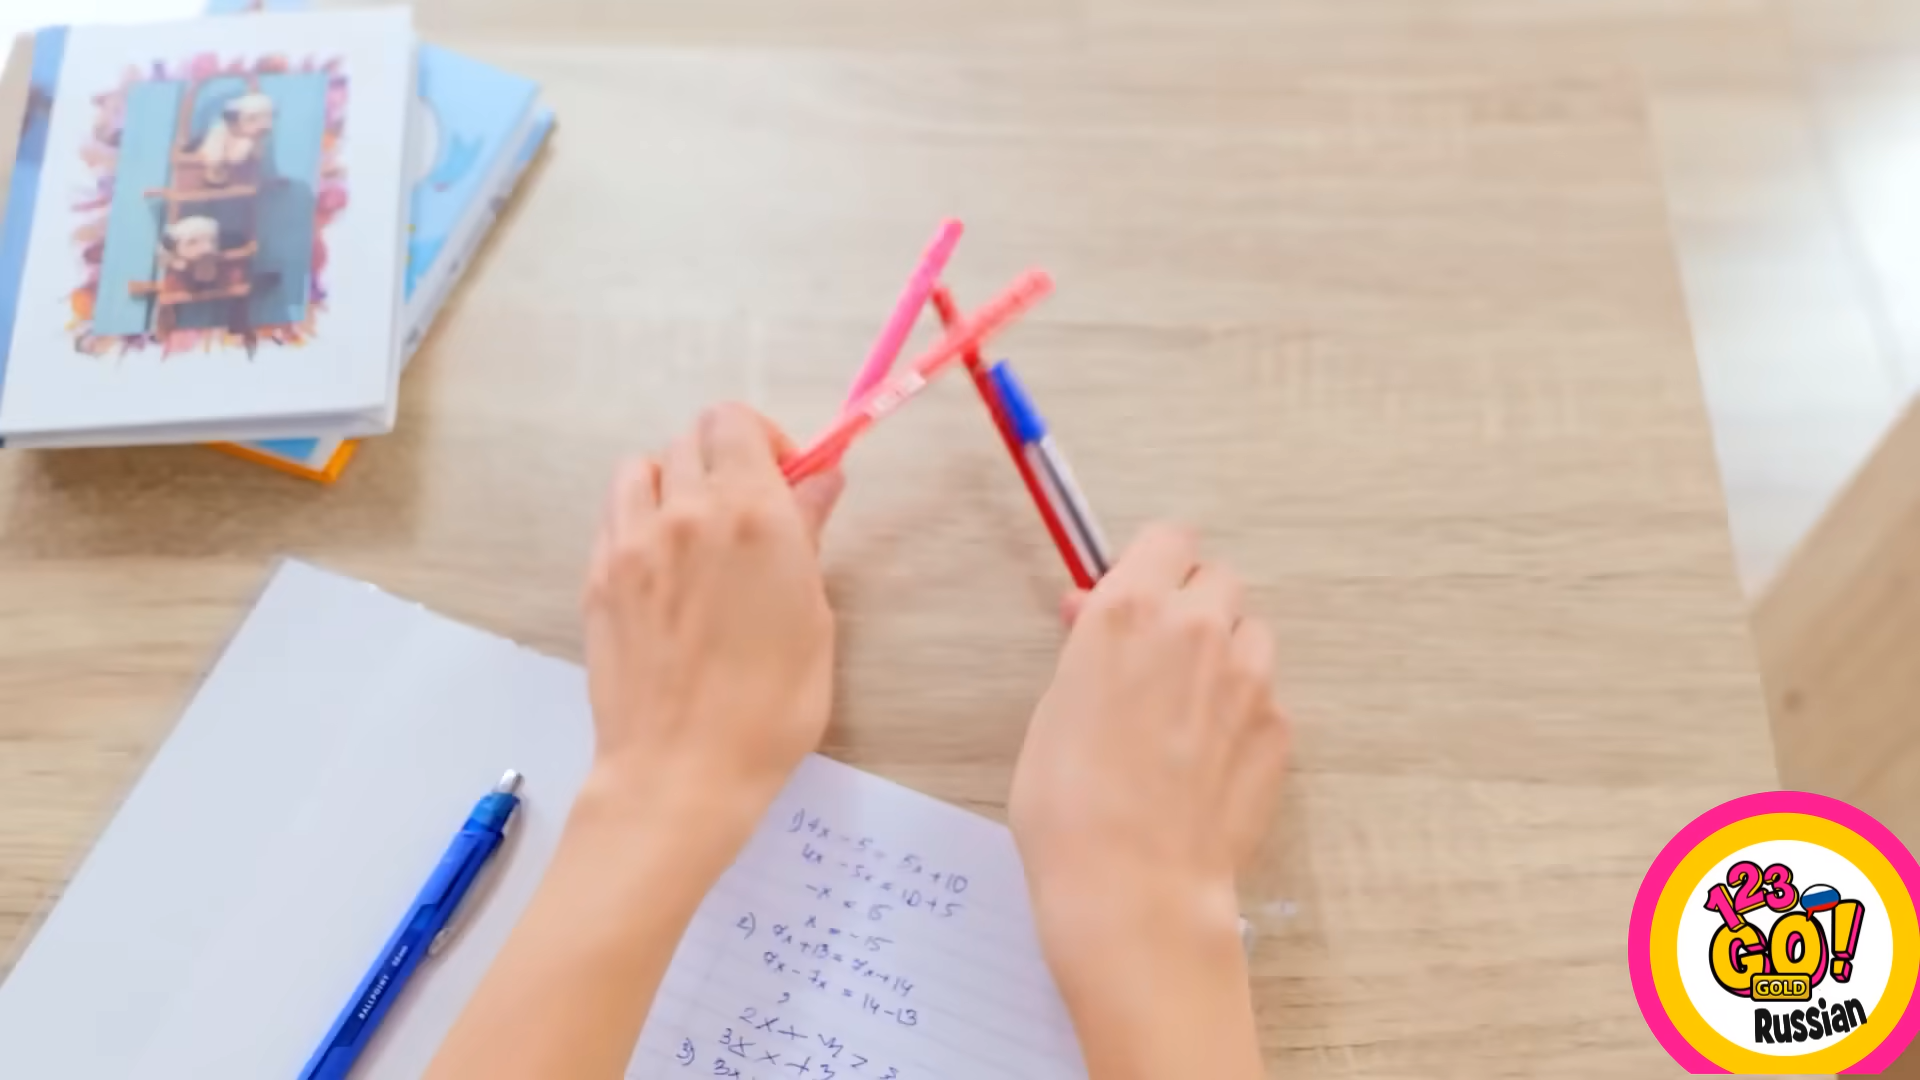 1) 4x - 5 = 5x + 10
4x - 5x = 10 + 5
-x = 15
x = -15
2) 7x + 13 = 7x + 14
7x - 7x = 14 - 13
3)
BALLPOINT
123
GO!
GOLD
Russian